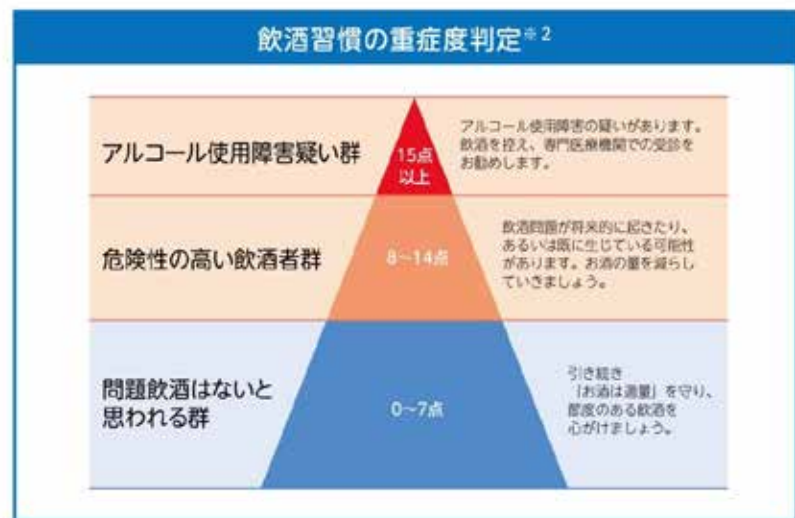 飲酒習慣の重症度判定※2
アルコール使用障害疑い群
15点
以上
アルコール使用障害の疑いがあります。
飲酒を控え、専門医療機関での受診を
お勧めします。
危険性の高い飲酒者群
8~14点
飲酒問題が将来的に起きたり、
あるいは既に生じている可能性
があります。お酒の量を減らし
ていきましょう。
問題飲酒はないと
思われる群
0~7点
引き続き
「お酒は適量」を守り、
節度のある飲酒を
心がけましょう。